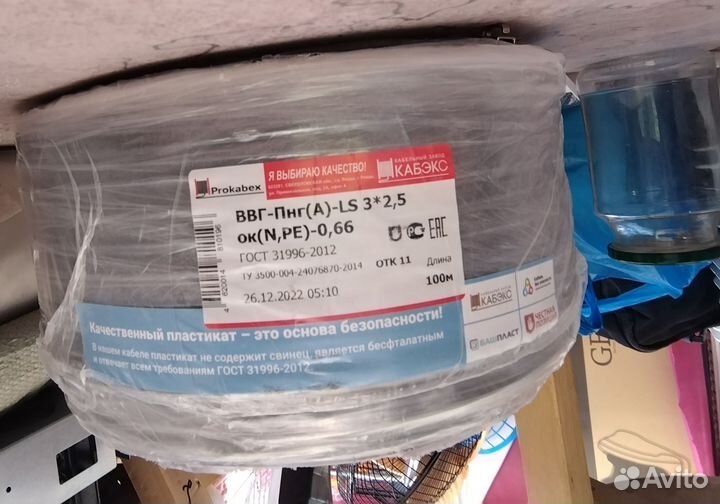 Prokabex
Я ВЫБИРАЮ КАЧЕСТВО!
КАБЕЛЬНЫЙ ЗАВОД
КАБЭКС
ВВГ-Пнг(А)-LS 3*2,5
ок(N,PE)-0,66
ГОСТ 31996-2012
ТУ 3500-004-24076870-2014
ОТК 11
Длина
26.12.2022 05:10
100м
Качественный пластикат – это основа безопасности!
В нашем кабеле пластикат не содержит свинец, является бесфталатным
и отвечает всем требованиям ГОСТ 31996-2012
КАБЭКС
БАШПЛАСТ
ЧЕСТНАЯ
ПОЗИЦИЯ
Avito